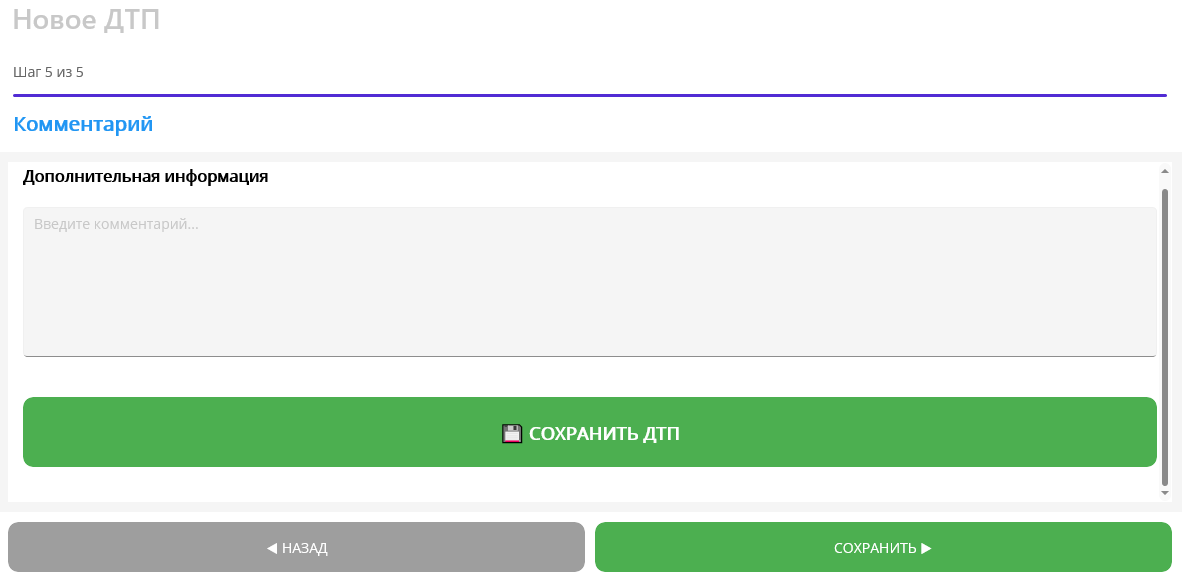 Новое ДТП
Шаг 5 из 5
Комментарий
Дополнительная информация
Введите комментарий...
💾 СОХРАНИТЬ ДТП
◀ НАЗАД
СОХРАНИТЬ ▶